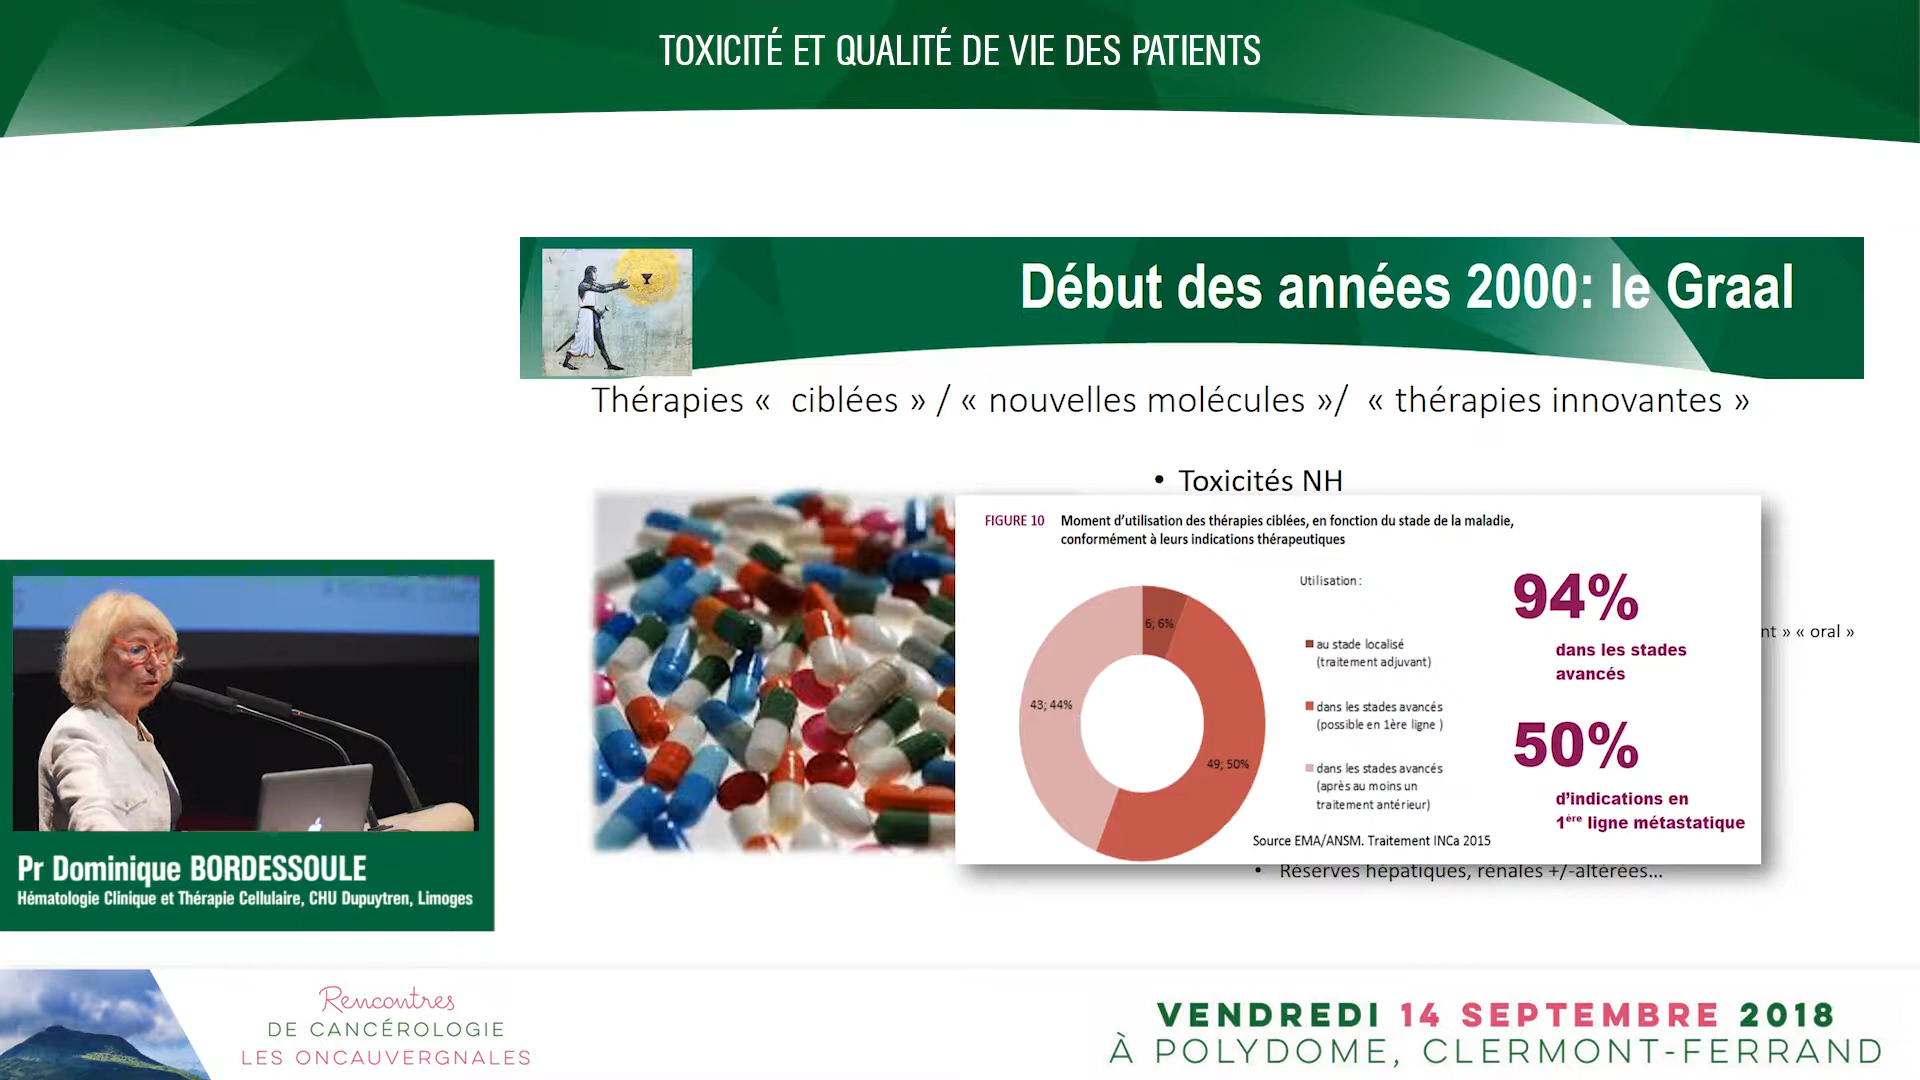 TOXICITÉ ET QUALITÉ DE VIE DES PATIENTS
Début des années 2000: le Graal
Thérapies «  ciblées » / « nouvelles molécules »/  « thérapies innovantes »
• Toxicités NH
FIGURE 10 Moment d'utilisation des thérapies ciblées, en fonction du stade de la maladie,
conformément à leurs indications thérapeutiques
Utilisation :
6; 6%
43; 44%
49; 50%
au stade localisé
(traitement adjuvant)
dans les stades avancés
(possible en 1ère ligne )
dans les stades avancés
(après au moins un
traitement antérieur)
94%
dans les stades
avancés
50%
d'indications en
1ère ligne métastatique
Source EMA/ANSM. Traitement INCa 2015
» « oral »
• Réserves hépatiques, rénales +/-altérées...
Pr Dominique BORDESSOULE
Hématologie Clinique et Thérapie Cellulaire, CHU Dupuytren, Limoges
Rencontres
DE CANCÉROLOGIE
LES ONCAUVERGNALES
VENDREDI 14 SEPTEMBRE 2018
À POLYDOME, CLERMONT-FERRAND